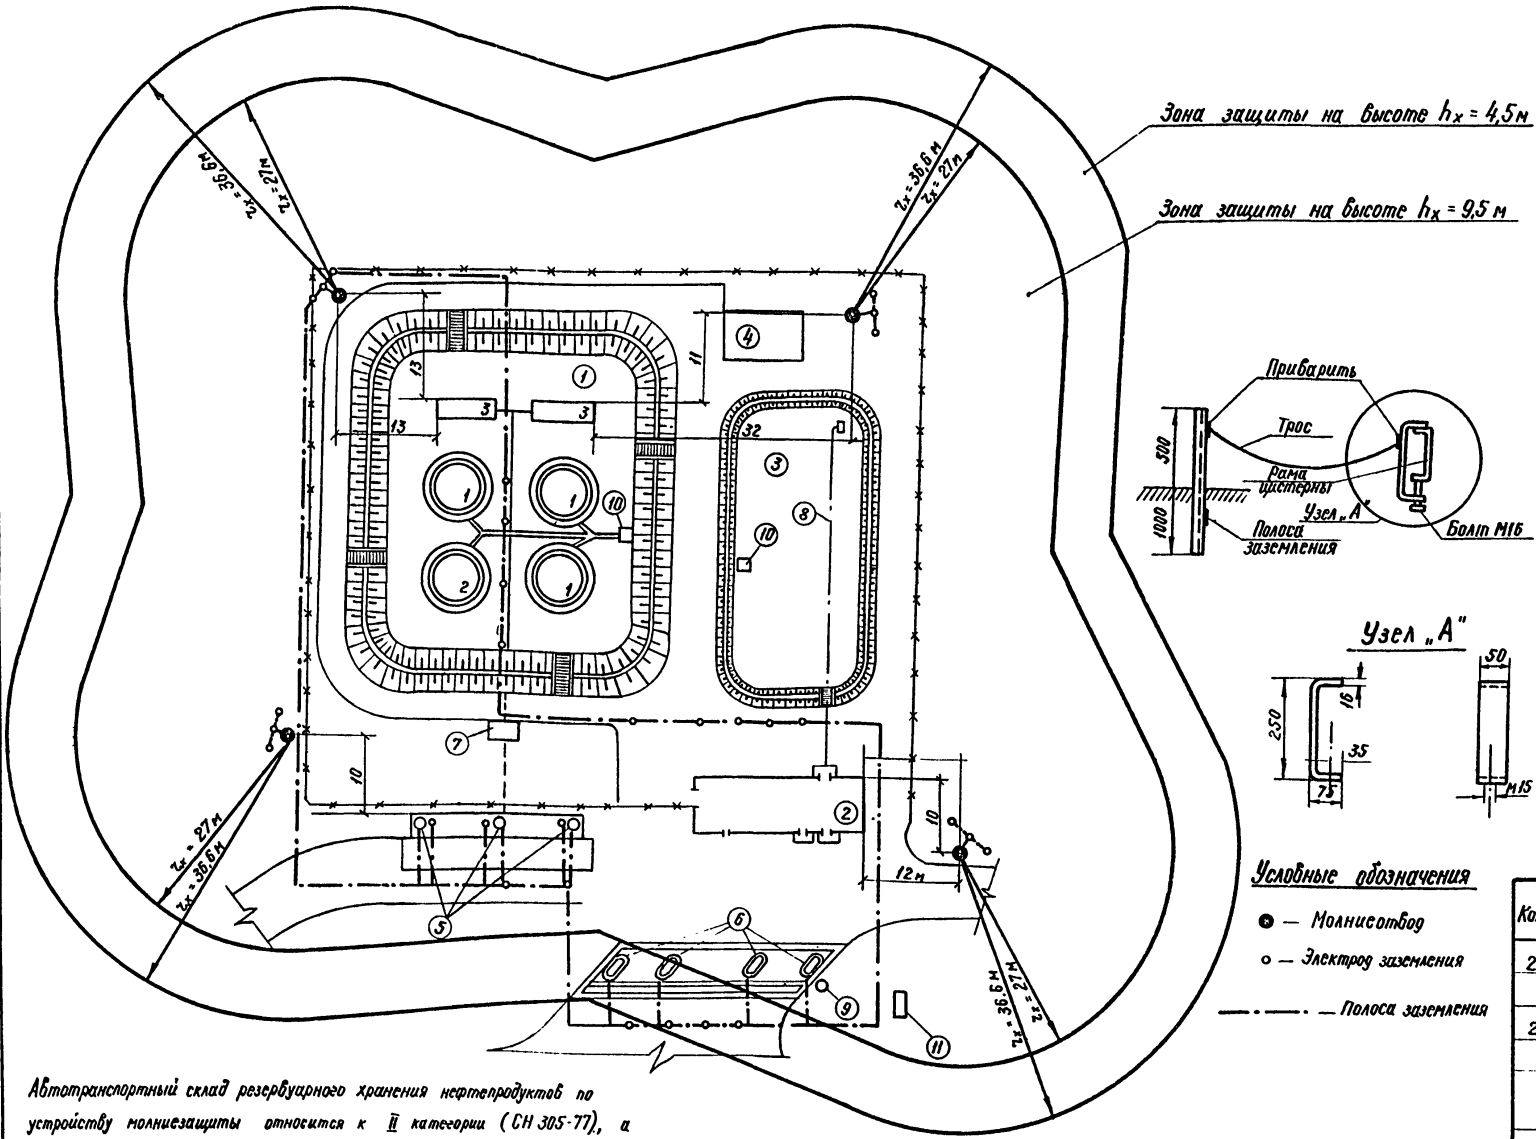 Зона защиты на высоте hx = 4,5 м
Зона защиты на высоте hx = 9,5 м
rx = 36,6 м
rx = 27 м
rx = 36,6 м
rx = 27 м
4
13
11
1
3
3
13
32
3
1
1
10
8
10
2
1
7
10
2
10
12 м
rx = 27 м
rx = 36,6 м
5
6
9
11
rx = 36,6 м
rx = 27 м
Приварить
Трос
500
Рама
цистерны
Узел „А"
1000
Полоса
заземления
Болт М16
Узел „А"
50
16
250
35
75
М15
Условные обозначения
— Молниеотвод
— Электрод заземления
— Полоса заземления
2
2
Автотранспортный склад резервуарного хранения нефтепродуктов по
устройству молниезащиты относится к II категории (СН 305-77), а